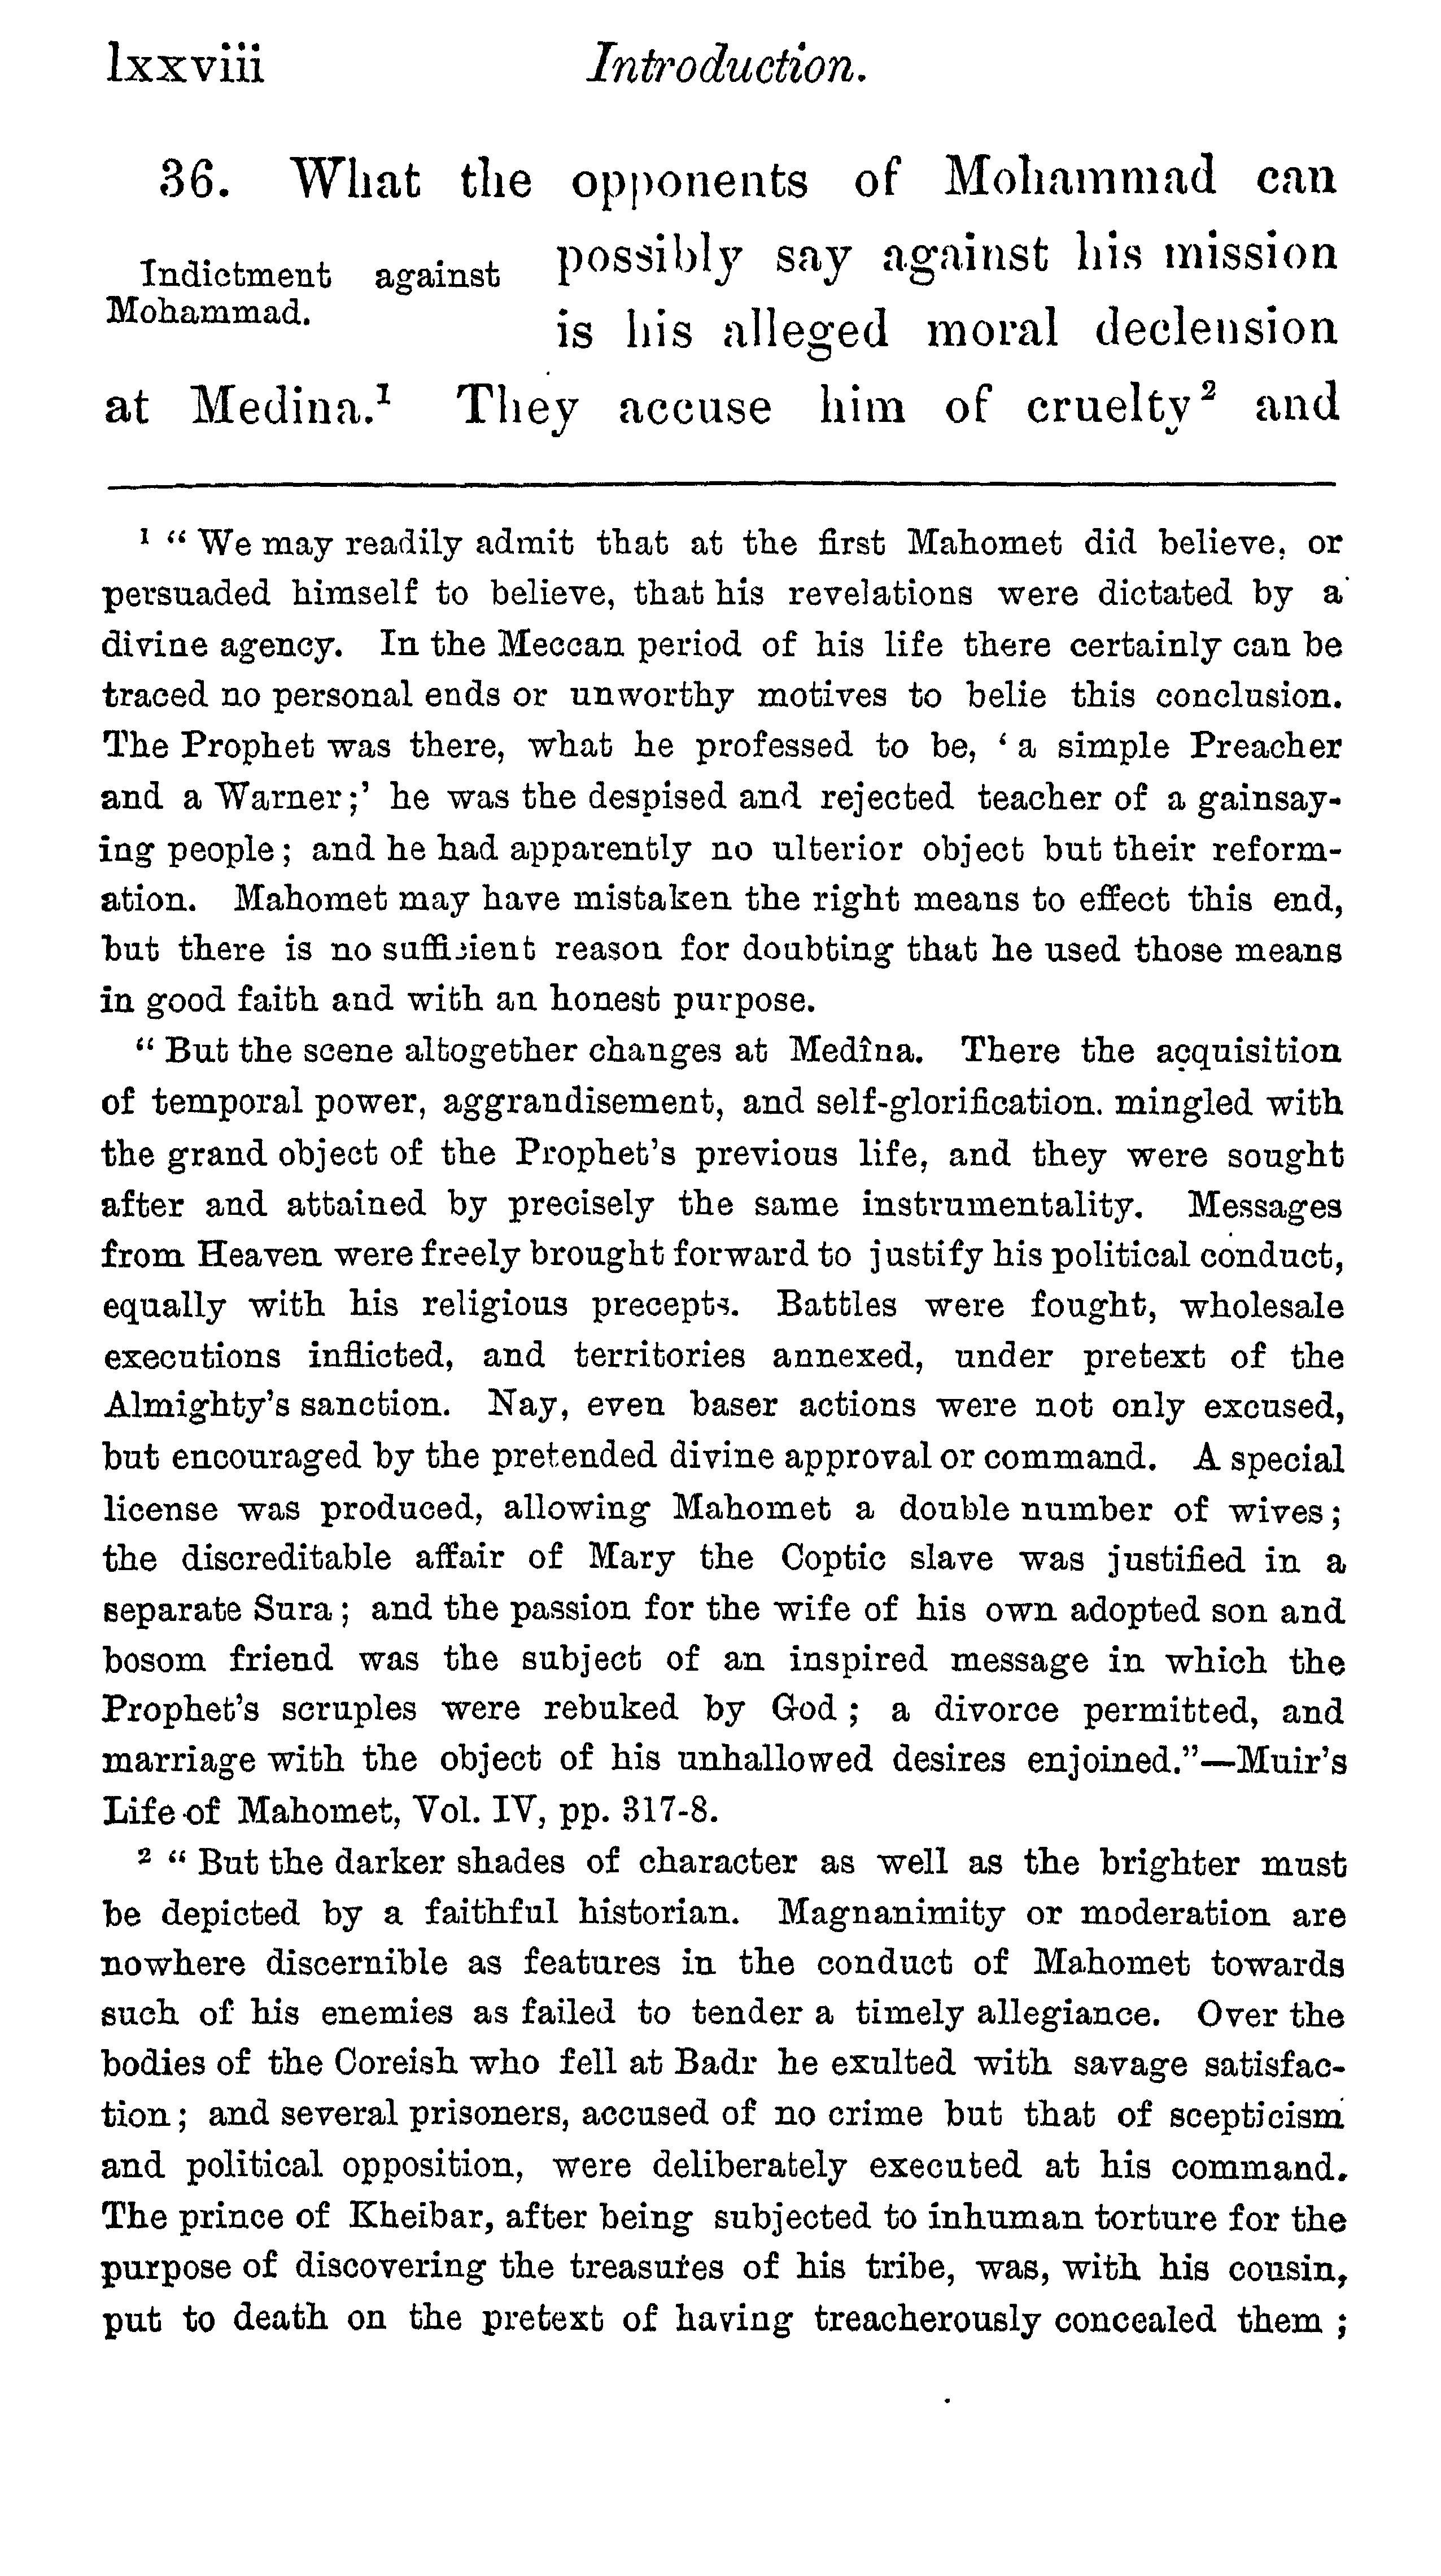 lxxviii Introduction.
36. What the opponents of Mohammad can
Indictment against
Mohammad.
possibly say against his mission
is his alleged moral declension
at Medina.¹ They accuse him of cruelty² and
¹ “ We may readily admit that at the first Mahomet did believe, or
persuaded himself to believe, that his revelations were dictated by a
divine agency. In the Meccan period of his life there certainly can be
traced no personal ends or unworthy motives to belie this conclusion.
The Prophet was there, what he professed to be, ‘ a simple Preacher
and a Warner ;’ he was the despised and rejected teacher of a gainsay-
ing people ; and he had apparently no ulterior object but their reform-
ation. Mahomet may have mistaken the right means to effect this end,
but there is no sufficient reason for doubting that he used those means
in good faith and with an honest purpose.
“ But the scene altogether changes at Medîna. There the acquisition
of temporal power, aggrandisement, and self-glorification. mingled with
the grand object of the Prophet’s previous life, and they were sought
after and attained by precisely the same instrumentality. Messages
from Heaven were freely brought forward to justify his political conduct,
equally with his religious precepts. Battles were fought, wholesale
executions inflicted, and territories annexed, under pretext of the
Almighty’s sanction. Nay, even baser actions were not only excused,
but encouraged by the pretended divine approval or command. A special
license was produced, allowing Mahomet a double number of wives ;
the discreditable affair of Mary the Coptic slave was justified in a
separate Sura ; and the passion for the wife of his own adopted son and
bosom friend was the subject of an inspired message in which the
Prophet’s scruples were rebuked by God ; a divorce permitted, and
marriage with the object of his unhallowed desires enjoined.”—Muir’s
Life of Mahomet, Vol. IV, pp. 317-8.
² “ But the darker shades of character as well as the brighter must
be depicted by a faithful historian. Magnanimity or moderation are
nowhere discernible as features in the conduct of Mahomet towards
such of his enemies as failed to tender a timely allegiance. Over the
bodies of the Coreish who fell at Badr he exulted with savage satisfac-
tion ; and several prisoners, accused of no crime but that of scepticism
and political opposition, were deliberately executed at his command.
The prince of Kheibar, after being subjected to inhuman torture for the
purpose of discovering the treasures of his tribe, was, with his cousin,
put to death on the pretext of having treacherously concealed them ;